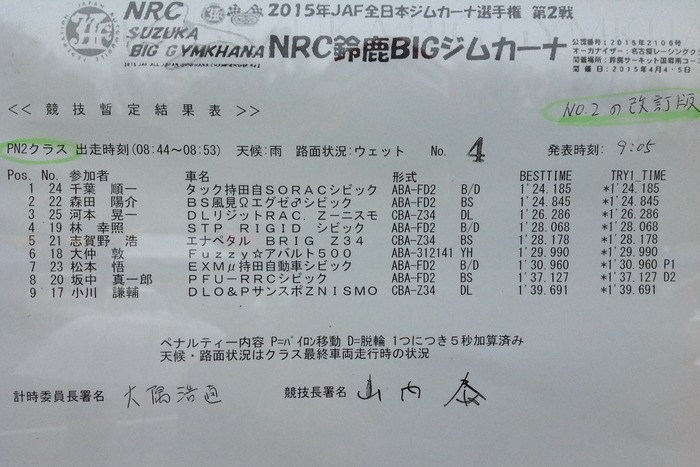 NRC
2015年JAF全日本ジムカーナ選手権 第2戦
SUZUKA
BIG GYMKHANA NRC鈴鹿BIGジムカーナ
公認番号:2015年2106号
オーガナイザー:名古屋レーシングク
開催場所:鈴鹿サーキット国際南コー
開催日:2015年4月4・5日
<< 競技暫定結果表 >>
NO.2の改訂版
PN2クラス 出走時刻(08:44~08:53) 天候:雨 路面状況:ウェット No. 4 発表時刻: 9:05
Pos. No. 参加者 車名 形式 BESTTIME TRY1_TIME
1 24 千葉 順一 タック持田自SORACシビック ABA-FD2 B/D 1'24.185 *1'24.185
2 22 森田 陽介 BS風見Ωエグゼ♂シビック ABA-FD2 BS 1'24.845 *1'24.845
3 25 河本 晃一 DLリジットRAC.Zーニスモ CBA-Z34 DL 1'26.286 *1'26.286
4 19 林 幸照 STP RIGID シビック ABA-FD2 B/D 1'28.068 *1'28.068
5 21 志賀野 浩 エナペタル BRIG Z34 CBA-Z34 BS 1'28.178 *1'28.178
6 18 大仲 敦 Fuzzy☆アバルト500 ABA-312141 YH 1'29.990 *1'29.990
7 23 松本 悟 EXMμ持田自動車シビック ABA-FD2 B/D 1'30.960 *1'30.960 P1
8 20 坂中 真一郎 PFU-RRCシビック ABA-FD2 BS 1'37.127 *1'37.127 D2
9 17 小川 謙輔 DLO&PサンスポZNISMO CBA-Z34 DL 1'39.691 *1'39.691
ペナルティー内容 P=パイロン移動 D=脱輪 1つにつき5秒加算済み
天候・路面状況はクラス最終車両走行時の状況
計時委員長署名 大隅浩直 競技長署名 山内